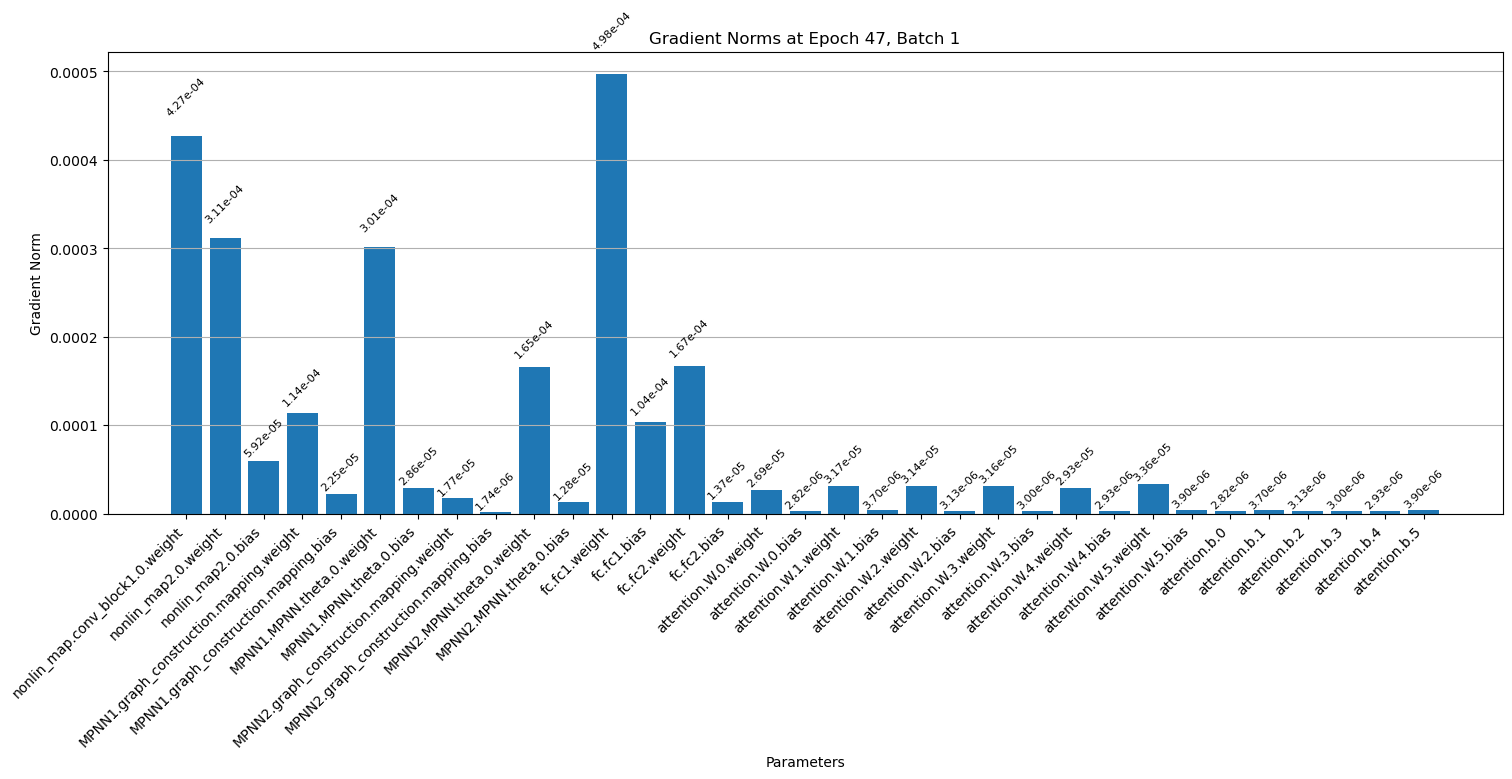 Gradient Norms at Epoch 47, Batch 1
Gradient Norm
0.0005
0.0004
0.0003
0.0002
0.0001
0.0000
4.27e-04
3.11e-04
5.92e-05
1.14e-04
2.25e-05
3.01e-04
2.86e-05
1.77e-05
1.74e-06
1.65e-04
1.28e-05
4.98e-04
1.04e-04
1.67e-04
1.37e-05
2.69e-05
2.82e-06
3.17e-05
3.70e-06
3.14e-05
3.13e-06
3.16e-05
3.00e-06
2.93e-05
2.93e-06
3.36e-05
3.90e-06
2.82e-06
3.70e-06
3.13e-06
3.00e-06
2.93e-06
3.90e-06
nonlin_map.conv_block1.0.weight
nonlin_map2.0.weight
nonlin_map2.0.bias
MPNN1.graph_construction.mapping.weight
MPNN1.graph_construction.mapping.bias
MPNN1.MPNN.theta.0.weight
MPNN1.MPNN.theta.0.bias
MPNN2.graph_construction.mapping.weight
MPNN2.graph_construction.mapping.bias
MPNN2.MPNN.theta.0.weight
MPNN2.MPNN.theta.0.bias
fc.fc1.weight
fc.fc1.bias
fc.fc2.weight
fc.fc2.bias
attention.W.0.weight
attention.W.0.bias
attention.W.1.weight
attention.W.1.bias
attention.W.2.weight
attention.W.2.bias
attention.W.3.weight
attention.W.3.bias
attention.W.4.weight
attention.W.4.bias
attention.W.5.weight
attention.W.5.bias
attention.b.0
attention.b.1
attention.b.2
attention.b.3
attention.b.4
attention.b.5
Parameters